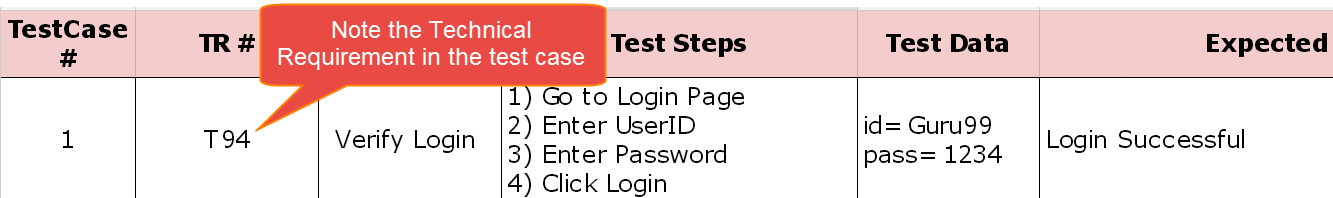 TestCase
#
TR #
Note the Technical
Requirement in the test case
Test Steps
Test Data
Expected
1
T94
Verify Login
1) Go to Login Page
2) Enter UserID
3) Enter Password
4) Click Login
id= Guru99
pass= 1234
Login Successful